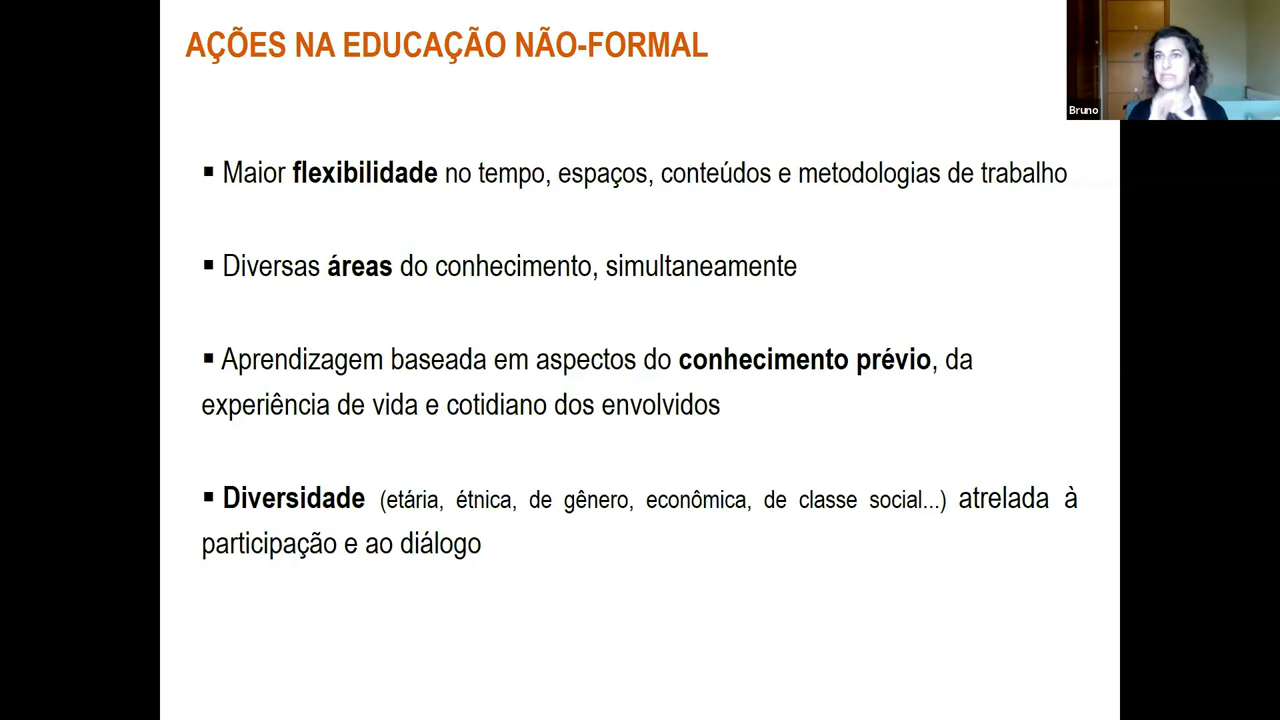 AÇÕES NA EDUCAÇÃO NÃO-FORMAL
Bruno
▪ Maior flexibilidade no tempo, espaços, conteúdos e metodologias de trabalho
▪ Diversas áreas do conhecimento, simultaneamente
▪ Aprendizagem baseada em aspectos do conhecimento prévio, da
experiência de vida e cotidiano dos envolvidos
▪ Diversidade (etária, étnica, de gênero, econômica, de classe social...) atrelada à
participação e ao diálogo